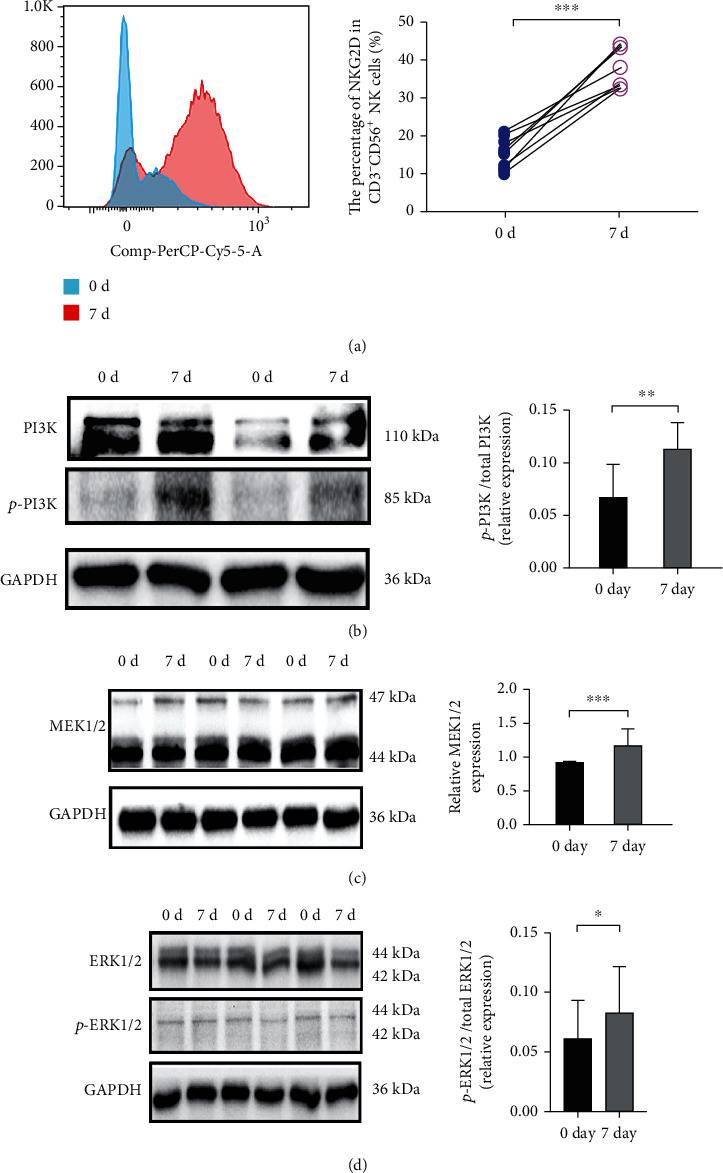 1.0K
800
600
400
200
0
0
10³
Comp-PerCP-Cy5-5-A
0 d
7 d
The percentage of NKG2D in
CD3⁻CD56⁺ NK cells (%)
50
40
30
20
10
0
***
0 d
7 d
(a)
0 d 7 d 0 d 7 d
PI3K
110 kDa
p-PI3K
85 kDa
GAPDH
36 kDa
p-PI3K /total PI3K
(relative expression)
0.15
0.10
0.05
0.00
**
0 day 7 day
(b)
0 d 7 d 0 d 7 d 0 d 7 d
MEK1/2
47 kDa
44 kDa
GAPDH
36 kDa
Relative MEK1/2
expression
2.0
1.5
1.0
0.5
0.0
***
0 day 7 day
(c)
0 d 7 d 0 d 7 d 0 d 7 d
ERK1/2
44 kDa
42 kDa
p-ERK1/2
44 kDa
42 kDa
GAPDH
36 kDa
p-ERK1/2 /total ERK1/2
(relative expression)
0.15
0.10
0.05
0.00
*
0 day 7 day
(d)